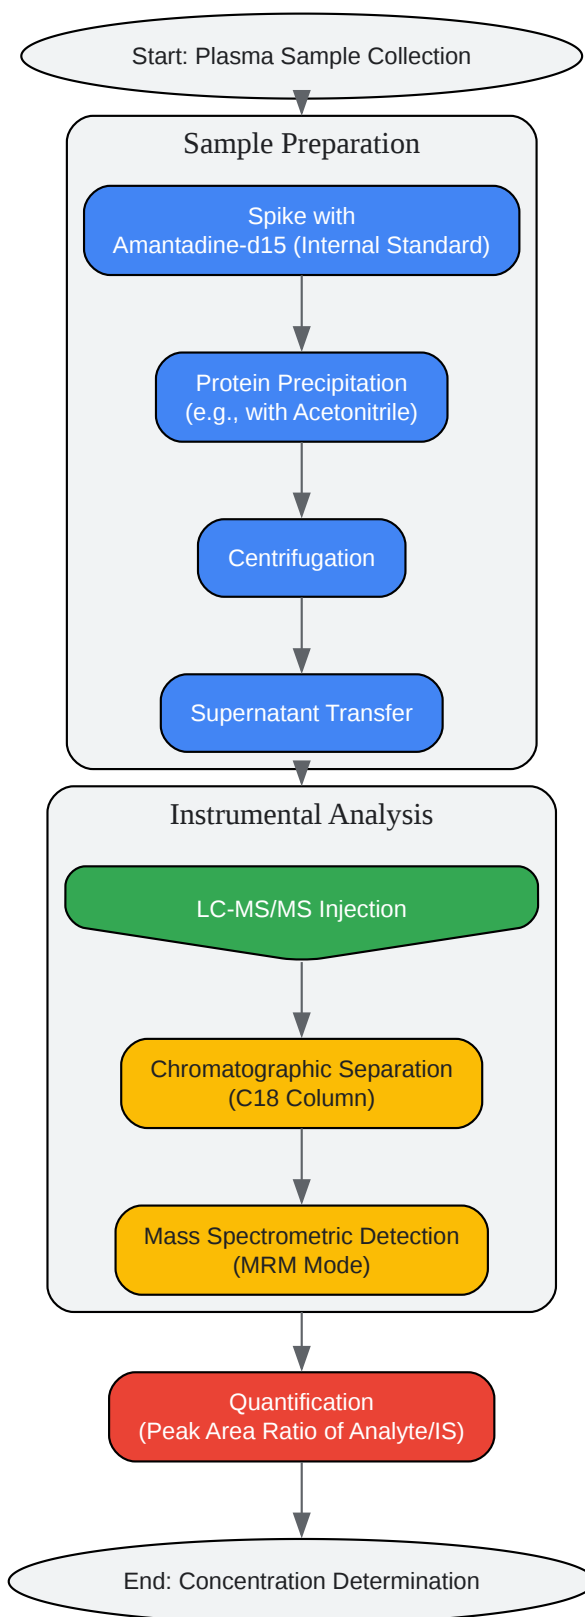 Start: Plasma Sample Collection
Sample Preparation
Spike with
Amantadine-d15 (Internal Standard)
Protein Precipitation
(e.g., with Acetonitrile)
Centrifugation
Supernatant Transfer
Instrumental Analysis
LC-MS/MS Injection
Chromatographic Separation
(C18 Column)
Mass Spectrometric Detection
(MRM Mode)
Quantification
(Peak Area Ratio of Analyte/IS)
End: Concentration Determination